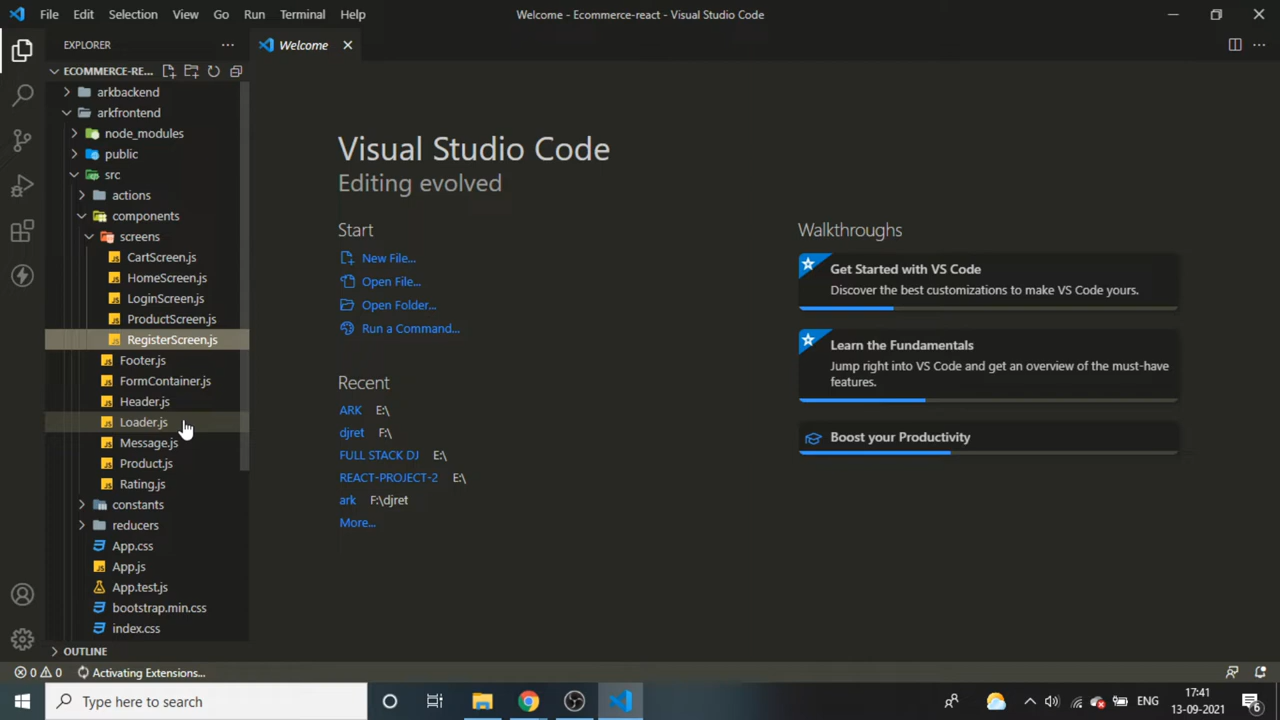 File Edit Selection View Go Run Terminal Help
Welcome - Ecommerce-react - Visual Studio Code
EXPLORER
Welcome
ECOMMERCE-RE...
arkbackend
arkfrontend
node_modules
public
src
actions
components
screens
CartScreen.js
HomeScreen.js
LoginScreen.js
ProductScreen.js
RegisterScreen.js
Footer.js
FormContainer.js
Header.js
Loader.js
Message.js
Product.js
Rating.js
constants
reducers
App.css
App.js
App.test.js
bootstrap.min.css
index.css
OUTLINE
Visual Studio Code
Editing evolved
Start
New File...
Open File...
Open Folder...
Run a Command...
Recent
ARK E:\
djret F:\
FULL STACK DJ E:\
REACT-PROJECT-2 E:\
ark F:\djret
More...
Walkthroughs
Get Started with VS Code
Discover the best customizations to make VS Code yours.
Learn the Fundamentals
Jump right into VS Code and get an overview of the must-have
features.
Boost your Productivity
0 0 Activating Extensions...
Type here to search
ENG
17:41
13-09-2021
6